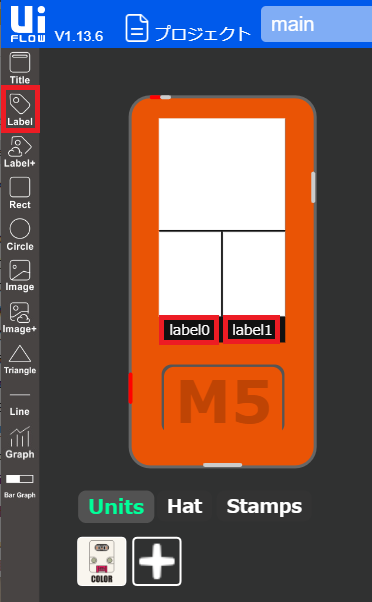 Ui
FLOW
V1.13.6
プロジェクト
main
Title
Label
Label+
Rect
Circle
Image
Image+
Triangle
Line
Graph
Bar Graph
label0
label1
M5
Units
Hat
Stamps
COLOR